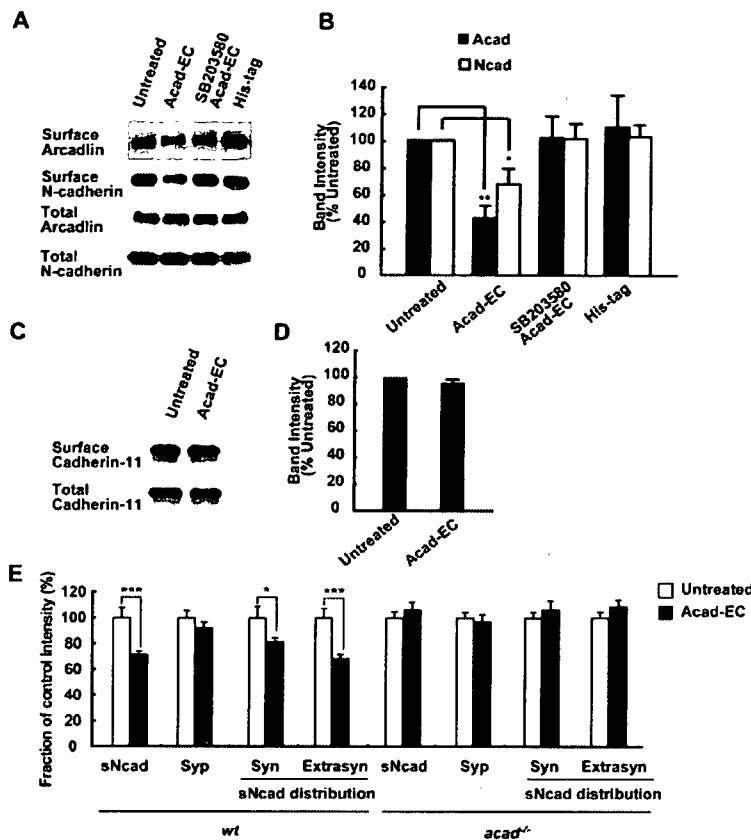 A
Untreated
Acad-EC
SB203580
Acad-EC
His-tag
Surface
Arcadlin
Surface
N-cadherin
Total
Arcadlin
Total
N-cadherin
B
Acad
Ncad
Band Intensity
(% Untreated)
140
120
100
80
60
40
20
0
**
*
Untreated
Acad-EC
SB203580
Acad-EC
His-tag
C
Untreated
Acad-EC
Surface
Cadherin-11
Total
Cadherin-11
D
Band Intensity
(% Untreated)
120
100
80
60
40
20
0
Untreated
Acad-EC
E
Fraction of control Intensity (%)
120
100
80
60
40
20
0
***
*
***
Untreated
Acad-EC
sNcad Syp Syn Extrasyn sNcad Syp Syn Extrasyn
sNcad distribution sNcad distribution
wt acad-/-